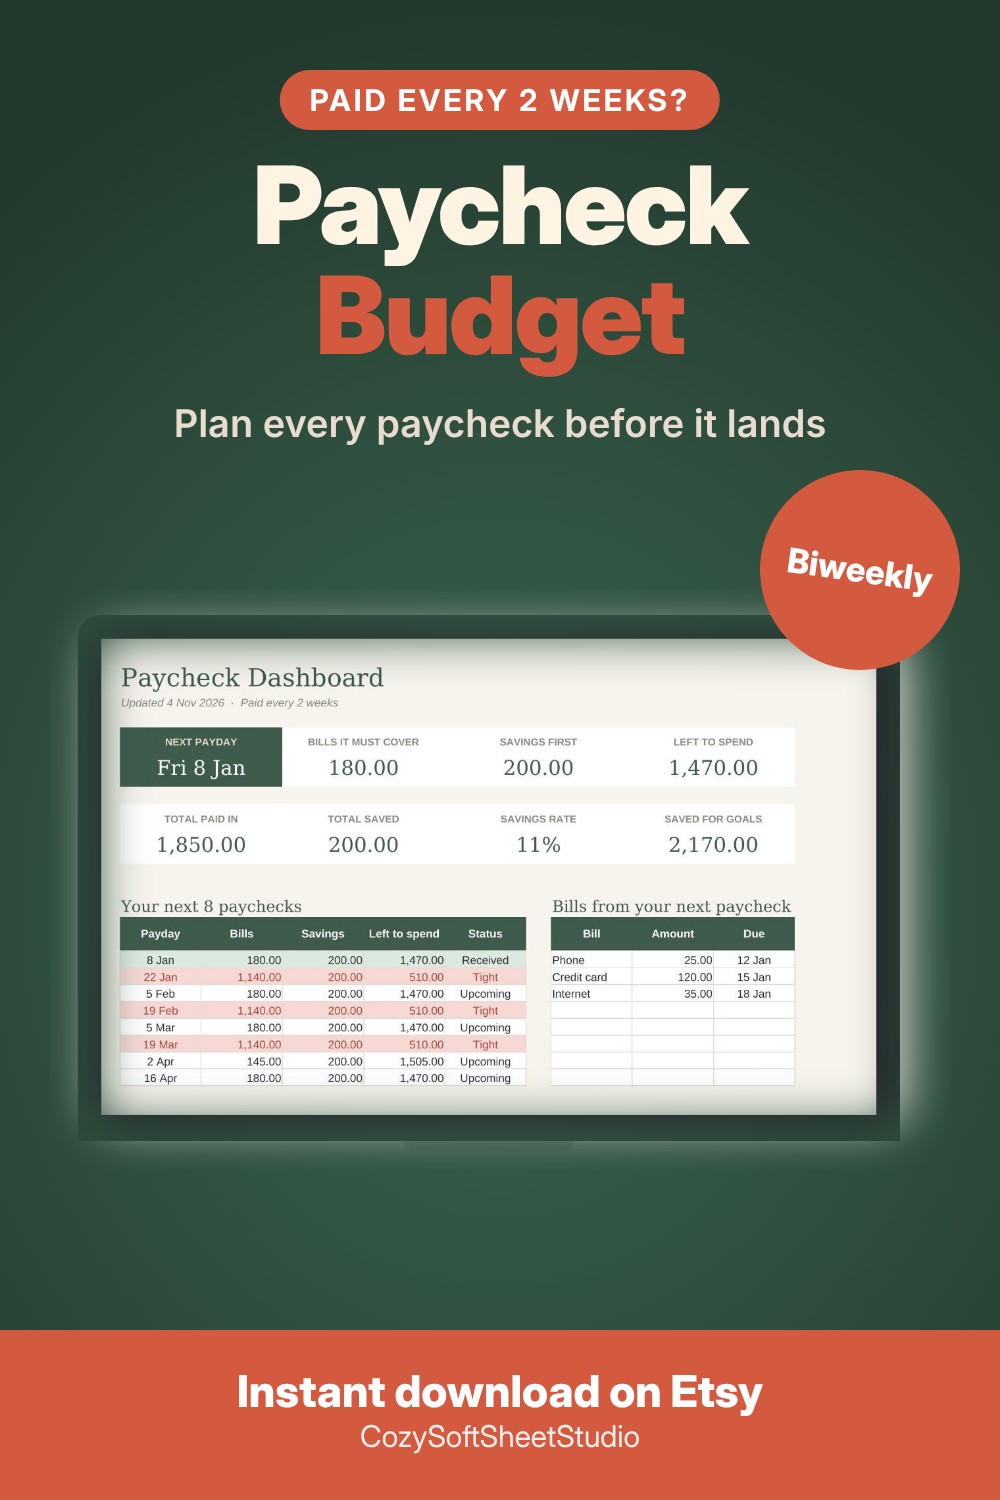 PAID EVERY 2 WEEKS?
Paycheck
Budget
Plan every paycheck before it lands
Biweekly
Paycheck Dashboard
Updated 4 Nov 2026 · Paid every 2 weeks
NEXT PAYDAY BILLS IT MUST COVER SAVINGS FIRST LEFT TO SPEND
Fri 8 Jan 180.00 200.00 1,470.00
TOTAL PAID IN TOTAL SAVED SAVINGS RATE SAVED FOR GOALS
1,850.00 200.00 11% 2,170.00
Your next 8 paychecks
Payday Bills Savings Left to spend Status
8 Jan 180.00 200.00 1,470.00 Received
22 Jan 1,140.00 200.00 510.00 Tight
5 Feb 180.00 200.00 1,470.00 Upcoming
19 Feb 1,140.00 200.00 510.00 Tight
5 Mar 180.00 200.00 1,470.00 Upcoming
19 Mar 1,140.00 200.00 510.00 Tight
2 Apr 145.00 200.00 1,505.00 Upcoming
16 Apr 180.00 200.00 1,470.00 Upcoming
Bills from your next paycheck
Bill Amount Due
Phone 25.00 12 Jan
Credit card 120.00 15 Jan
Internet 35.00 18 Jan
Instant download on Etsy
CozySoftSheetStudio